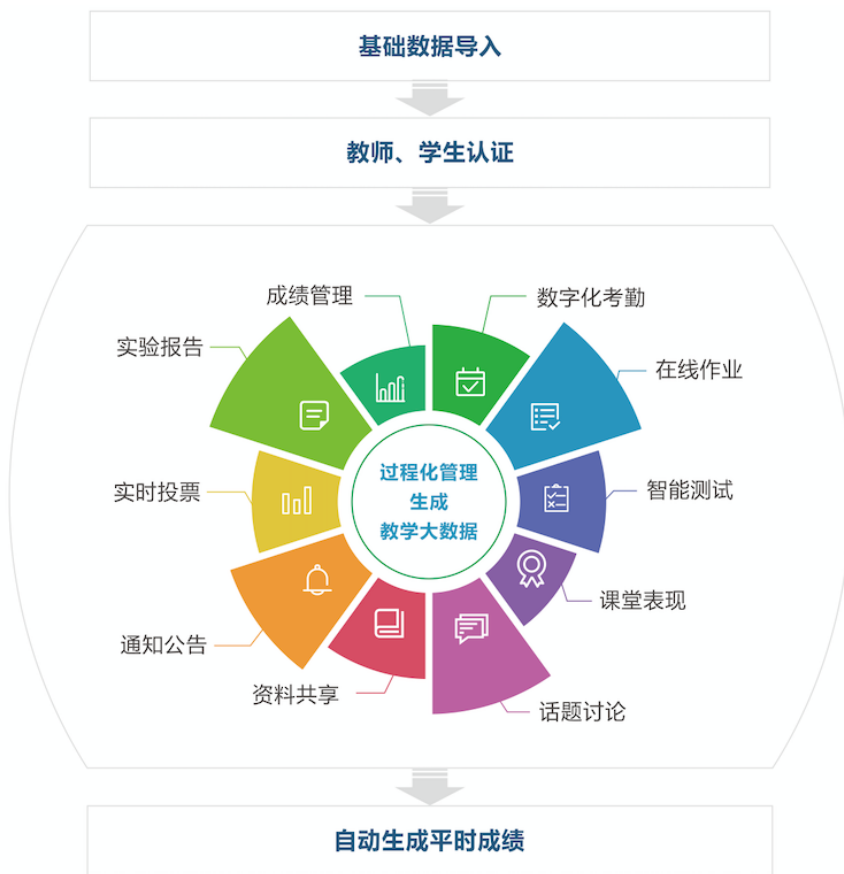 基础数据导入
教师、学生认证
成绩管理
数字化考勤
实验报告
在线作业
过程化管理
生成
教学大数据
实时投票
智能测试
课堂表现
通知公告
资料共享
话题讨论
自动生成平时成绩